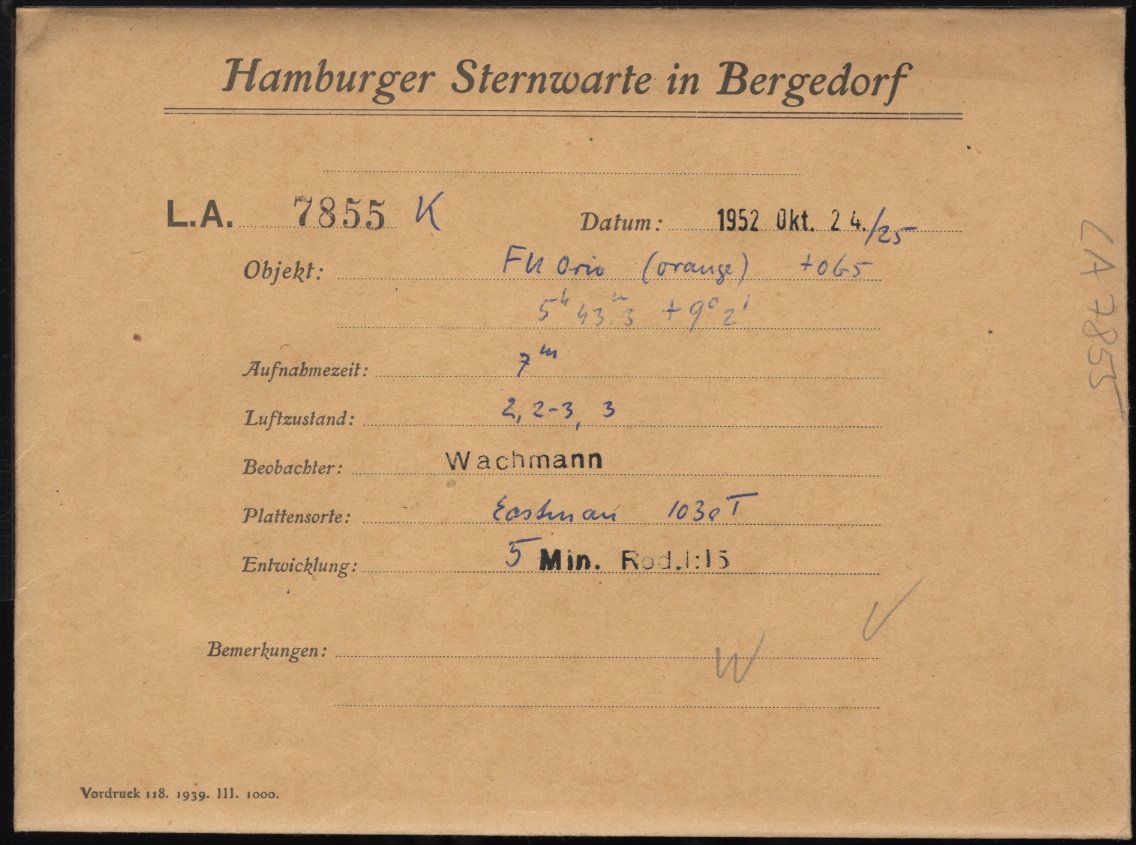 Hamburger Sternwarte in Bergedorf
L.A. 7855 K Datum: 1952 Okt. 24./25
Objekt: FU Orio (orange) +065
5h 43m.3 +9° 2'
Aufnahmezeit: 7m
Luftzustand: 2, 2-3, 3
Beobachter: Wachmann
Plattensorte: Eastman 103a T
Entwicklung: 5 Min. Rod. 1:15
Bemerkungen:
W
Vordruck 118. 1939. III. 1000.
LA 7855